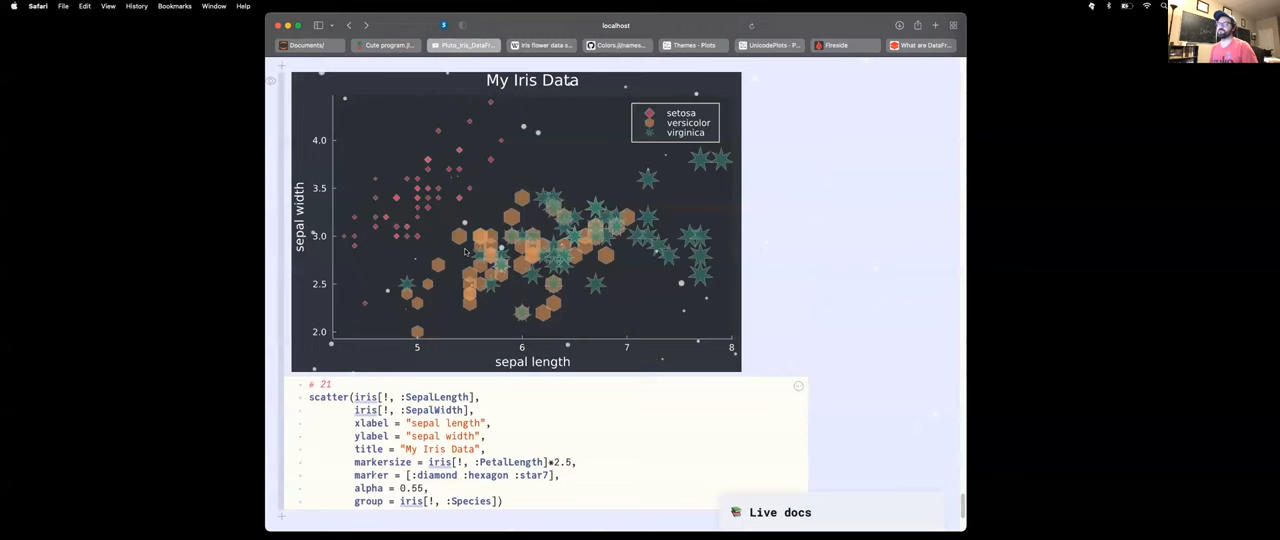 Safari File Edit View History Bookmarks Window Help
localhost
Documents/
Cute program.jl
Pluto_Iris_DataFr...
Iris flower data s...
Colors.jl/names...
Themes - Plots
UnicodePlots · P...
Fireside
What are DataFr...
My Iris Data
setosa
versicolor
virginica
4.0
3.5
3.0
2.5
2.0
sepal width
5 6 7 8
sepal length
# 21
scatter(iris[!, :SepalLength],
iris[!, :SepalWidth],
xlabel = "sepal length",
ylabel = "sepal width",
title = "My Iris Data",
markersize = iris[!, :PetalLength]*2.5,
marker = [:diamond :hexagon :star7],
alpha = 0.55,
group = iris[!, :Species])
Live docs